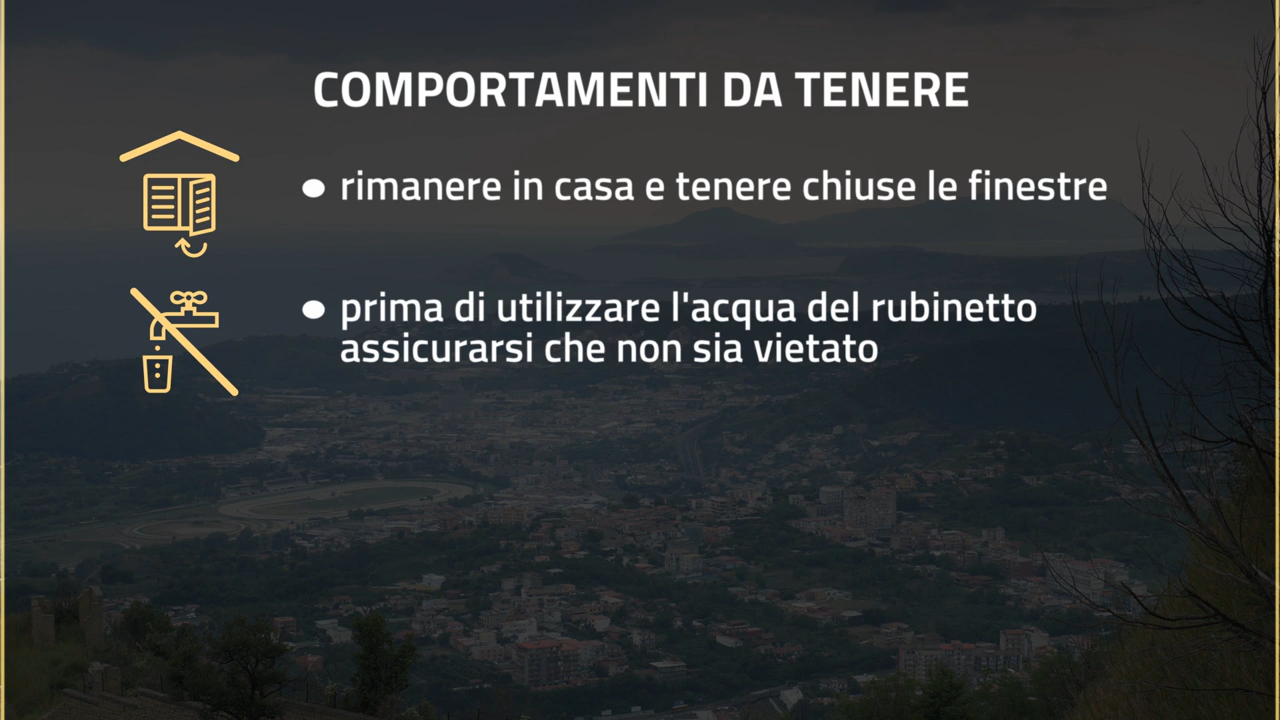 COMPORTAMENTI DA TENERE
● rimanere in casa e tenere chiuse le finestre
● prima di utilizzare l'acqua del rubinetto
assicurarsi che non sia vietato